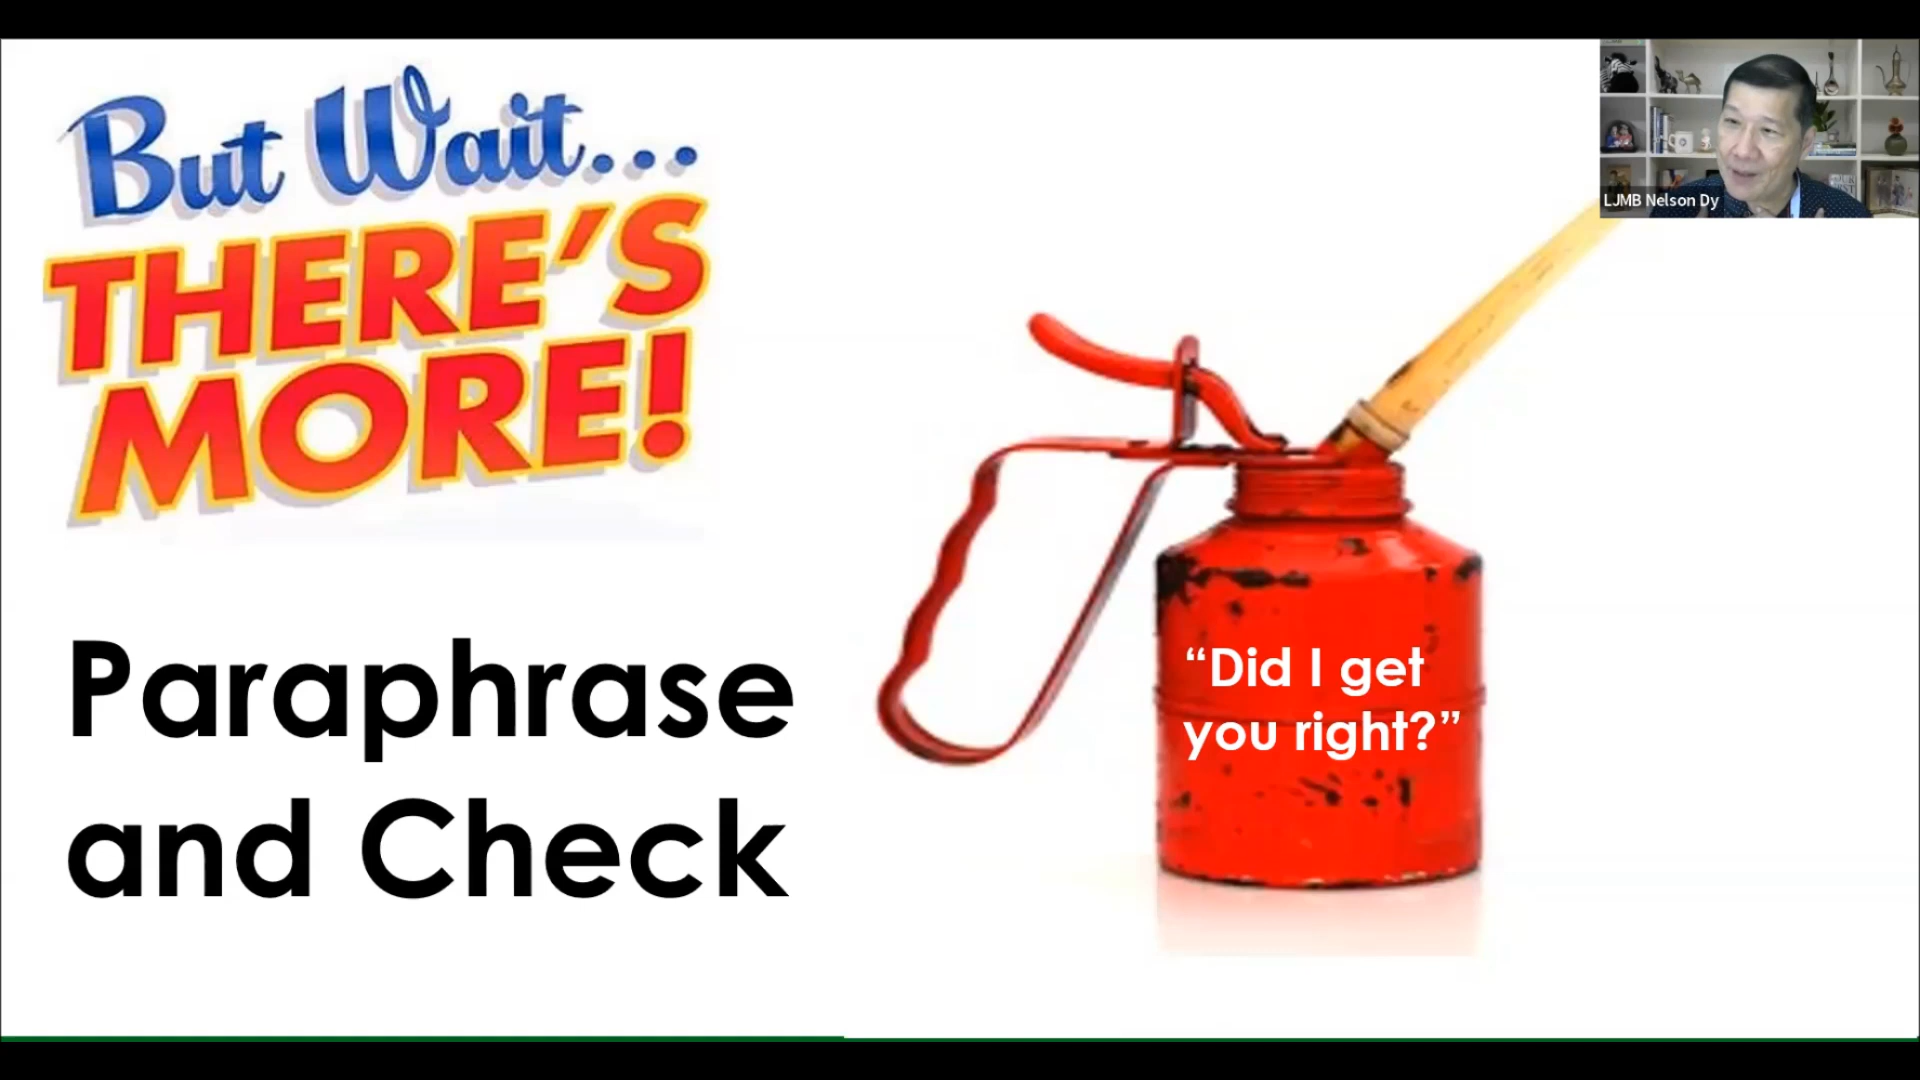 But Wait...
THERE'S
MORE!
LJMB Nelson Dy
Paraphrase
and Check
“Did I get
you right?”